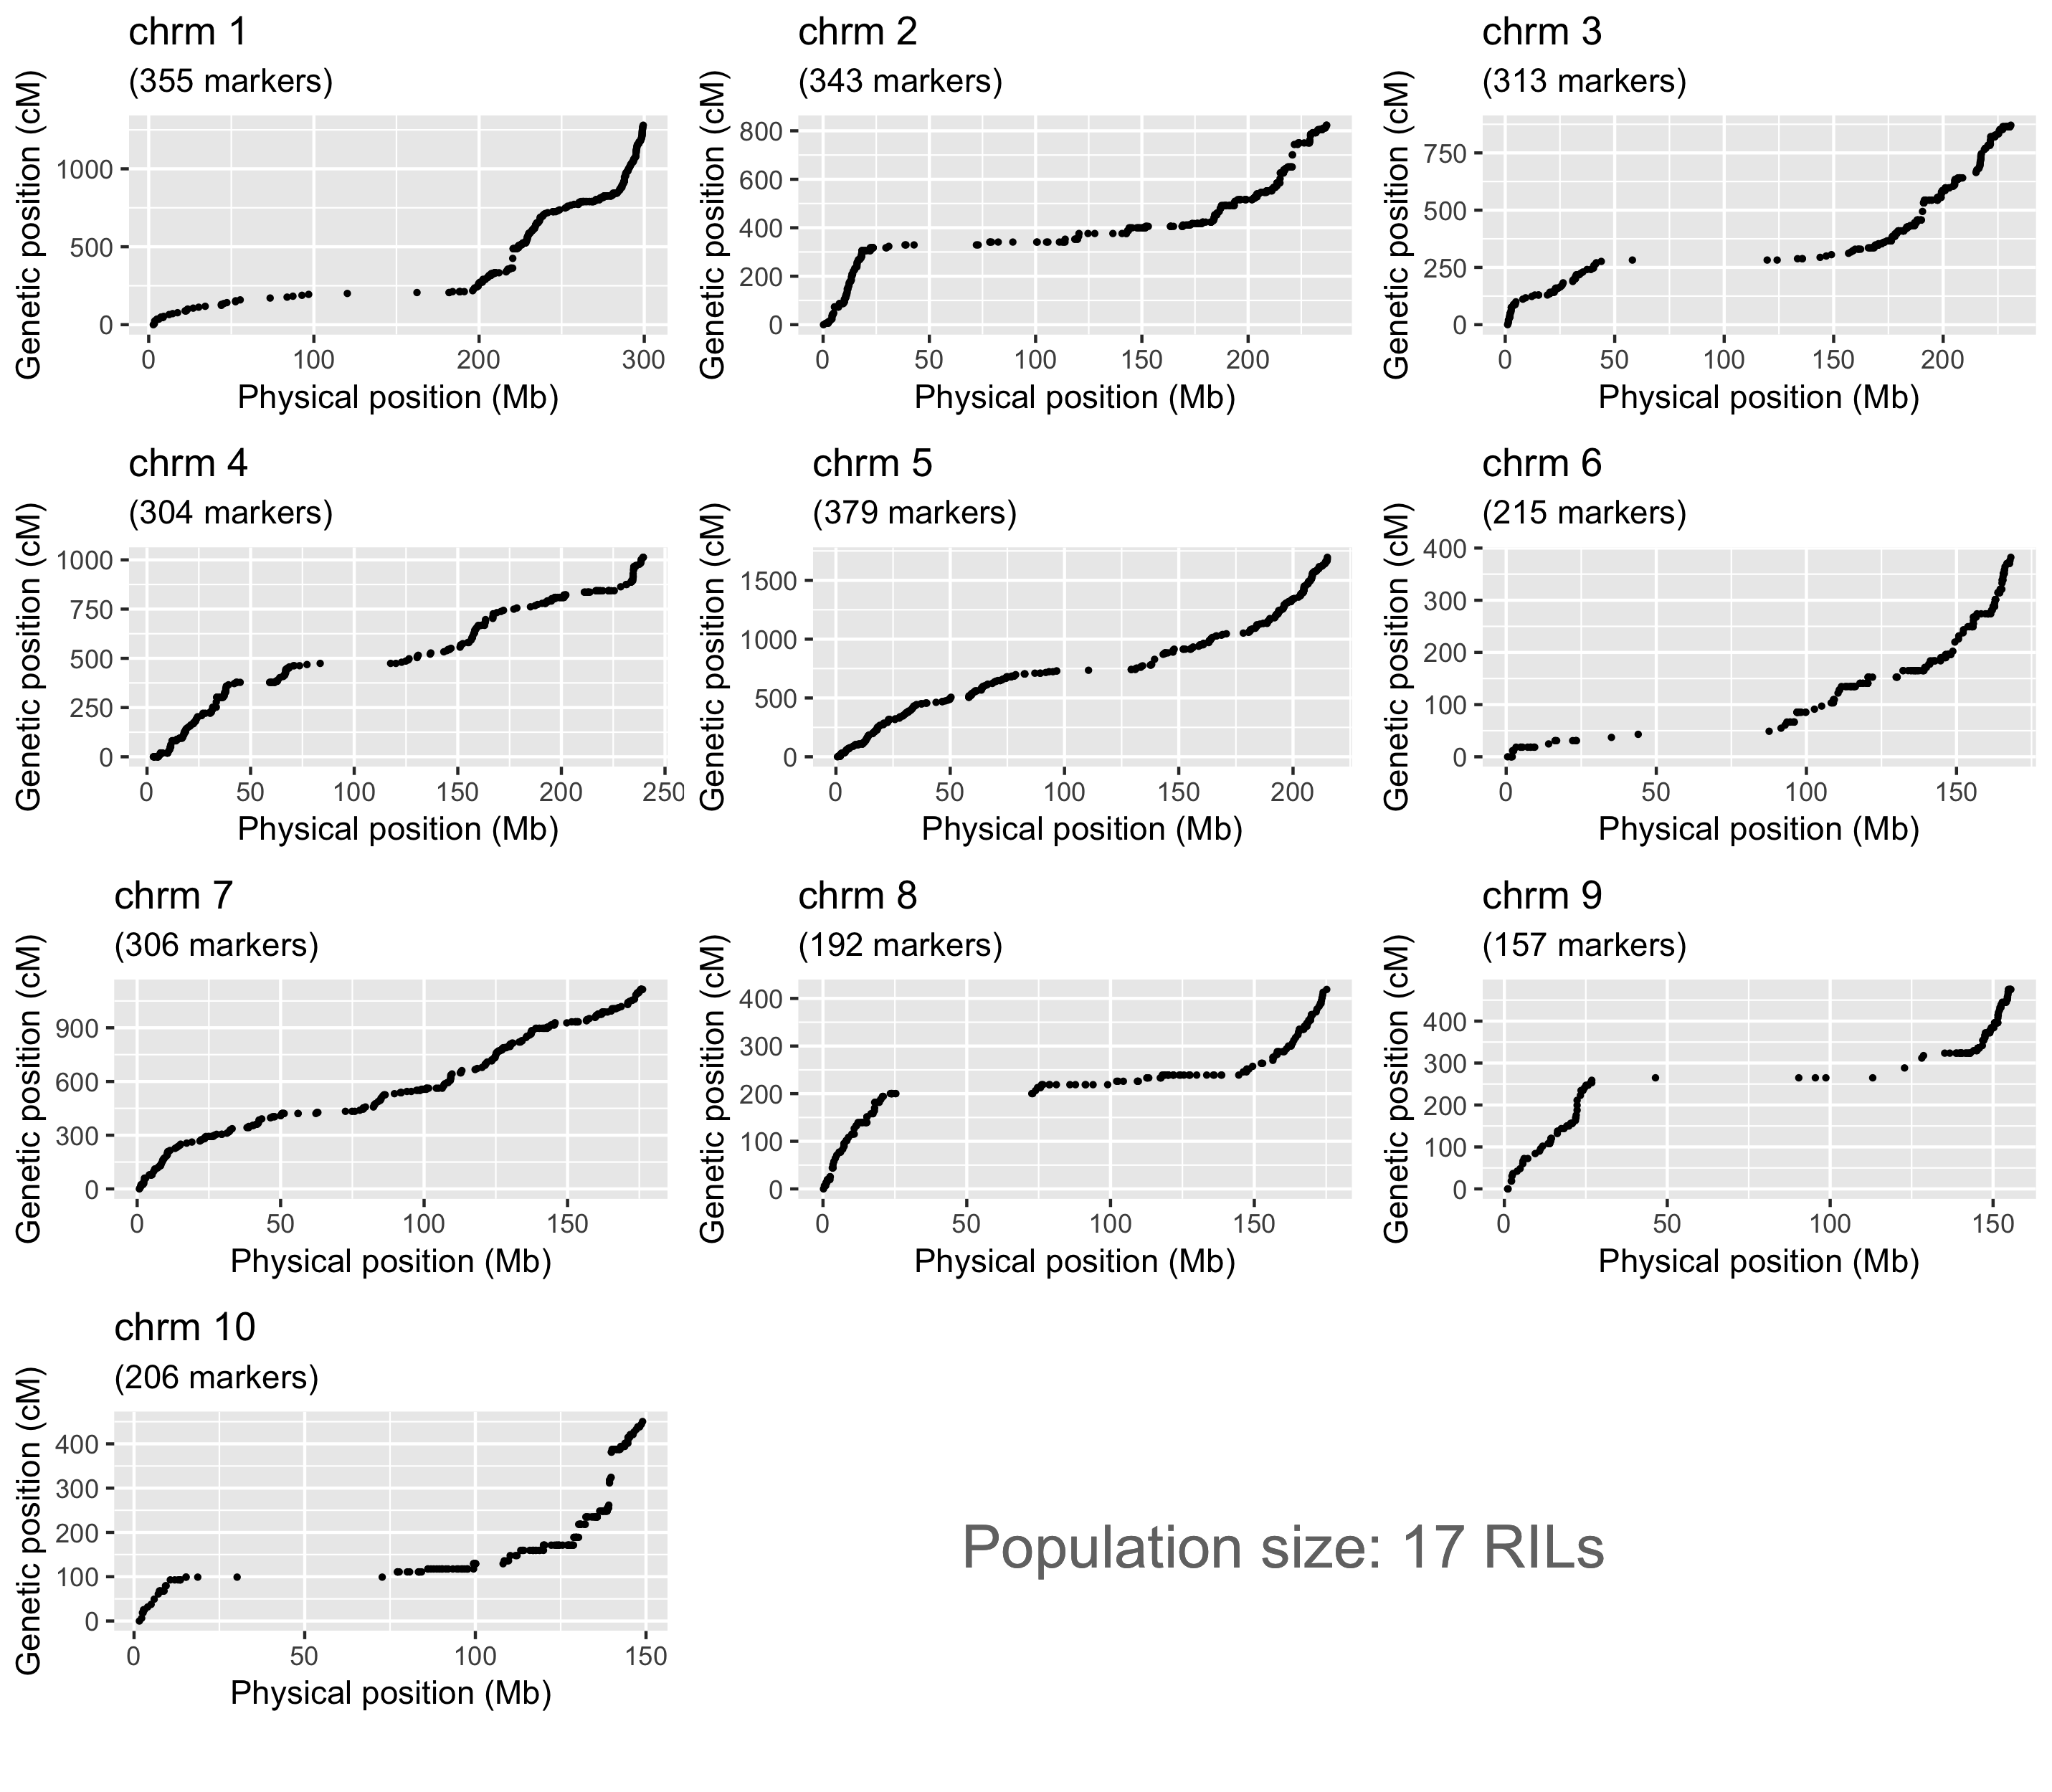 chrm 1
(355 markers)
Genetic position (cM)
1000
500
0
0 100 200 300
Physical position (Mb)
chrm 2
(343 markers)
Genetic position (cM)
800
600
400
200
0
0 50 100 150 200
Physical position (Mb)
chrm 3
(313 markers)
Genetic position (cM)
750
500
250
0
0 50 100 150 200
Physical position (Mb)
chrm 4
(304 markers)
Genetic position (cM)
1000
750
500
250
0
0 50 100 150 200 250
Physical position (Mb)
chrm 5
(379 markers)
Genetic position (cM)
1500
1000
500
0
0 50 100 150 200
Physical position (Mb)
chrm 6
(215 markers)
Genetic position (cM)
400
300
200
100
0
0 50 100 150
Physical position (Mb)
chrm 7
(306 markers)
Genetic position (cM)
900
600
300
0
0 50 100 150
Physical position (Mb)
chrm 8
(192 markers)
Genetic position (cM)
400
300
200
100
0
0 50 100 150
Physical position (Mb)
chrm 9
(157 markers)
Genetic position (cM)
400
300
200
100
0
0 50 100 150
Physical position (Mb)
chrm 10
(206 markers)
Genetic position (cM)
400
300
200
100
0
0 50 100 150
Physical position (Mb)
Population size: 17 RILs